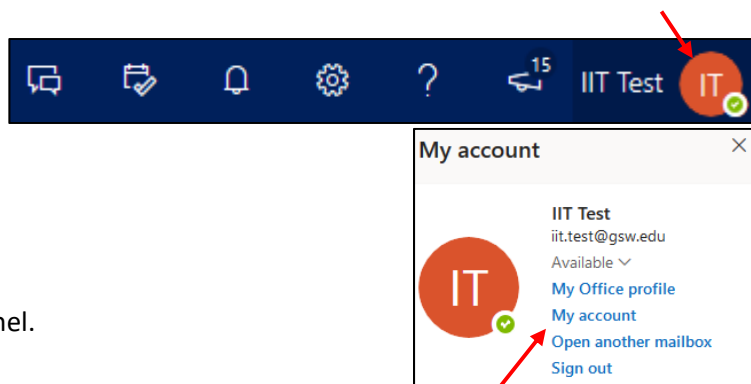 15
IIT Test
IT
My account
IIT Test
iit.test@gsw.edu
Available
My Office profile
IT
My account
nel.
Open another mailbox
Sign out